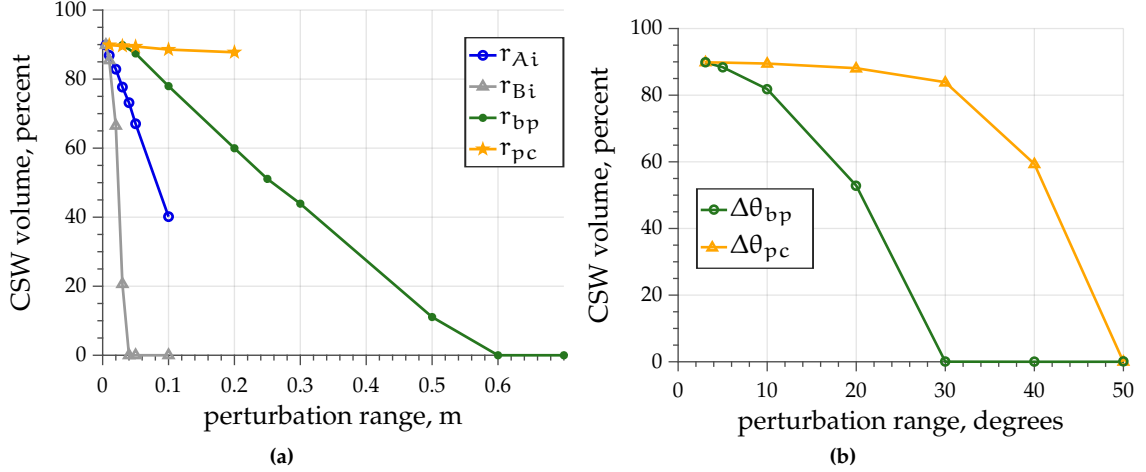 100
80
60
40
20
0
CSW volume, percent
0 0.1 0.2 0.3 0.4 0.5 0.6
perturbation range, m
r_Ai
r_Bi
r_bp
r_pc
(a)
100
80
60
40
20
0
CSW volume, percent
0 10 20 30 40 50
perturbation range, degrees
Δθ_bp
Δθ_pc
(b)